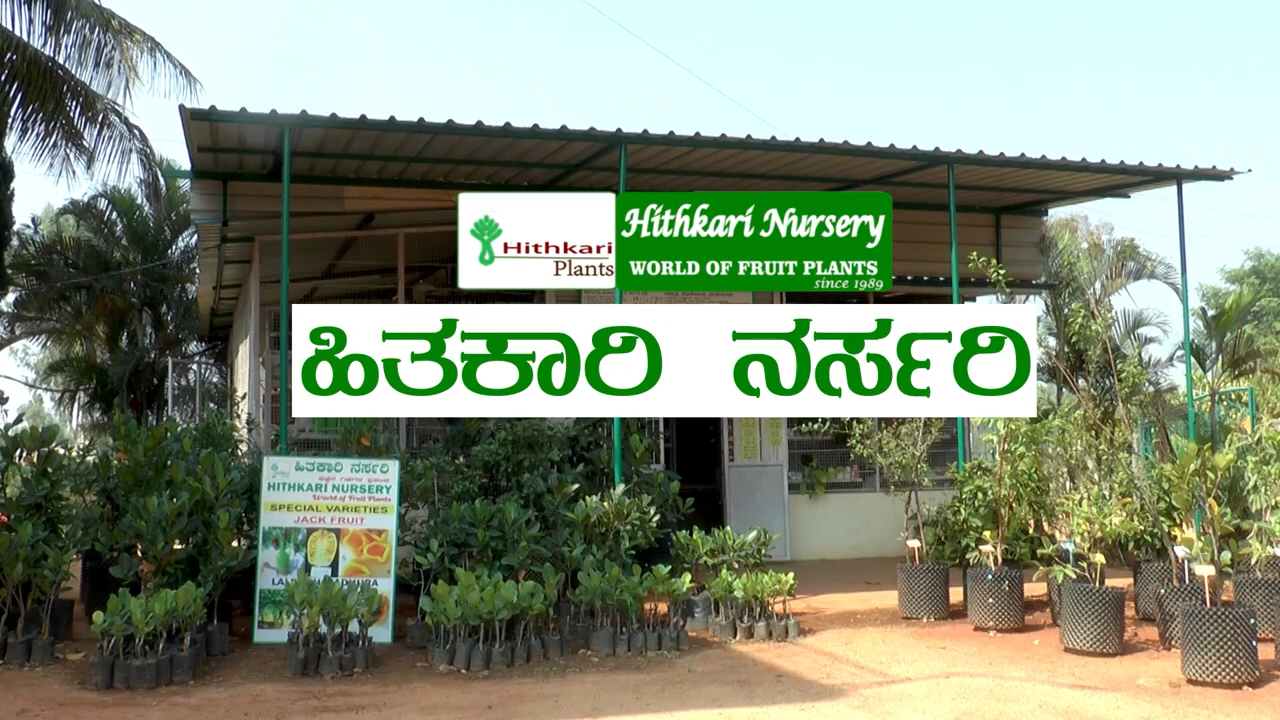 Hithkari
Plants
Hithkari Nursery
WORLD OF FRUIT PLANTS
since 1989
ಹಿತಕಾರಿ ನರ್ಸರಿ
ಹಿತಕಾರಿ ನರ್ಸರಿ
HITHKARI NURSERY
World of Fruit Plants
SPECIAL VARIETIES
JACK FRUIT